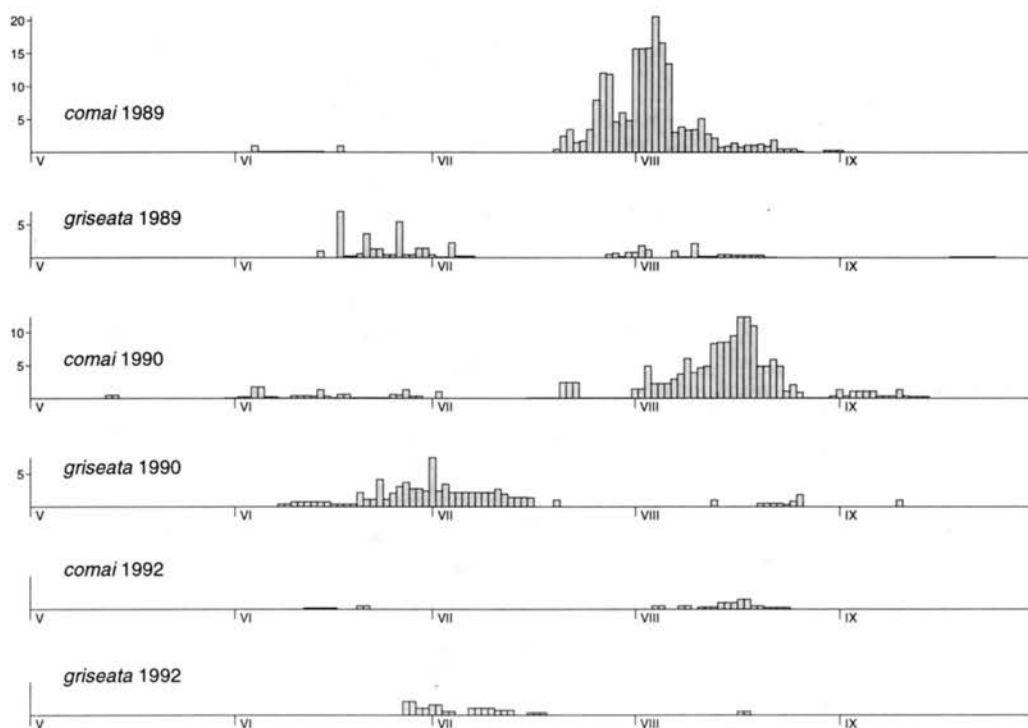 20
15
10
5
comai 1989
V VI VII VIII IX
griseata 1989
5
V VI VII VIII IX
10
comai 1990
5
V VI VII VIII IX
griseata 1990
5
V VI VII VIII IX
comai 1992
V VI VII VIII IX
griseata 1992
V VI VII VIII IX